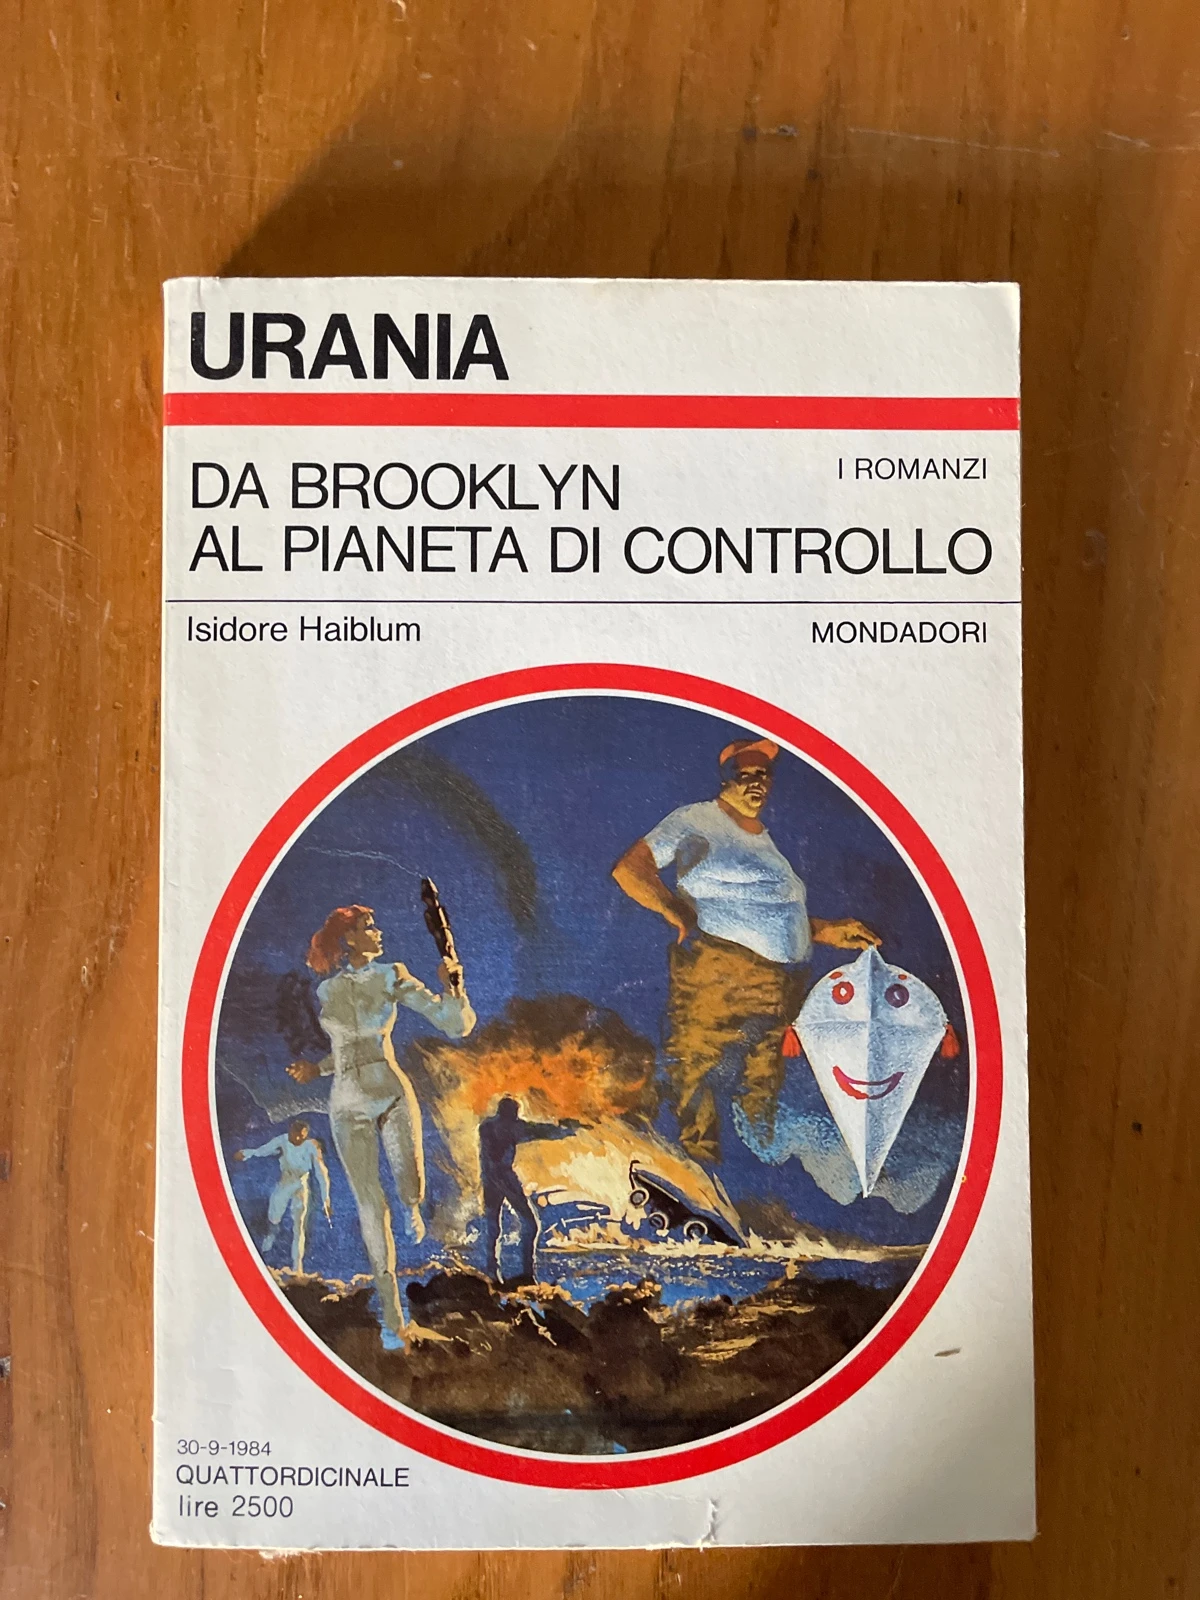 URANIA
I ROMANZI
DA BROOKLYN
AL PIANETA DI CONTROLLO
Isidore Haiblum
MONDADORI
30-9-1984
QUATTORDICINALE
lire 2500